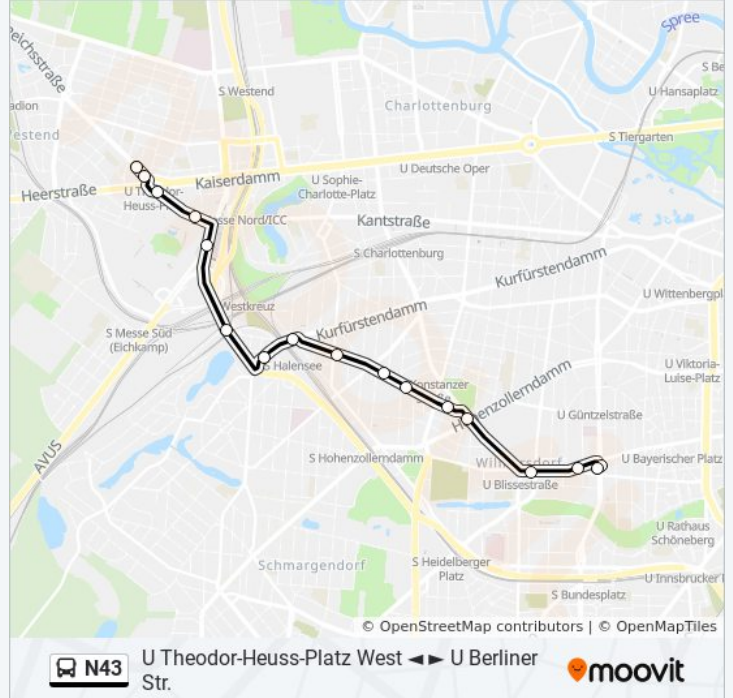 Spree
Reichsstraße
S Westend
U Hansaplatz
Charlottenburg
S Tiergarten
U Deutsche Oper
Kaiserdamm
U Sophie-
Charlotte-Platz
Heerstraße
Kantstraße
S Charlottenburg
Kurfürstendamm
U Wittenbergpl
Westkreuz
S Messe Süd
(Eichkamp)
Kurfürstendamm
S Halensee
U Viktoria-
Luise-Platz
Konstanzer
Hohenzollerndamm
U Güntzelstraße
AVUS
S Hohenzollerndamm
U Bayerischer Platz
U Blissestraße
U Rathaus
Schöneberg
Schmargendorf
S Heidelberger
Platz
U Innsbrucker
S Bundesplatz
© OpenStreetMap contributors | © OpenMapTiles
N43
U Theodor-Heuss-Platz West ◄► U Berliner
Str.
moovit